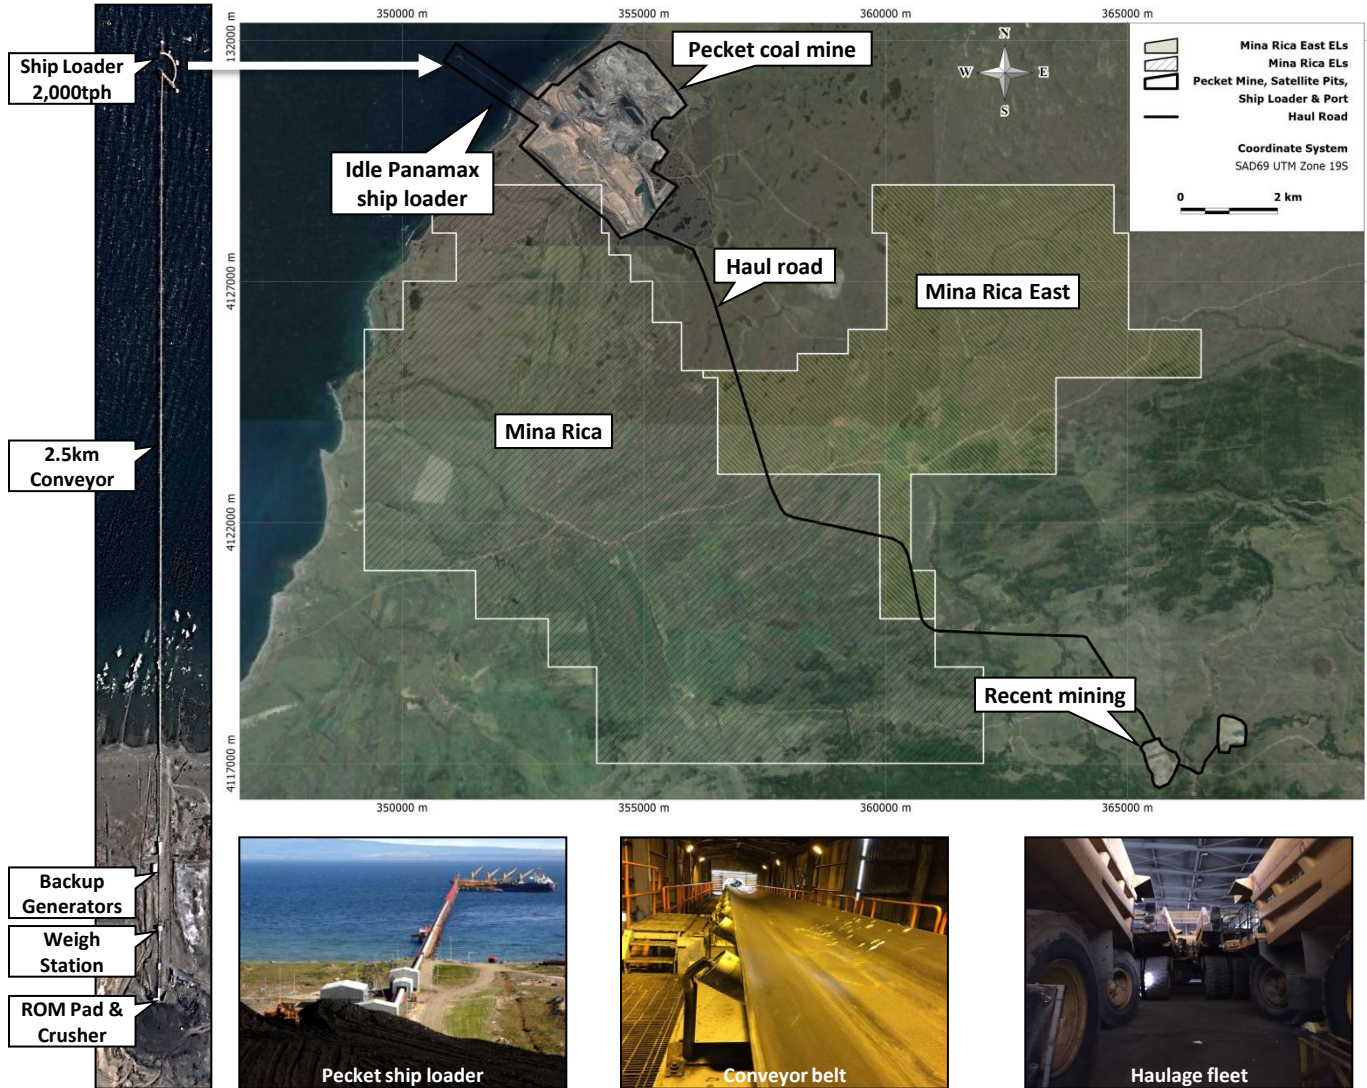 Ship Loader
2,000tph
2.5km
Conveyor
Backup
Generators
Weigh
Station
ROM Pad &
Crusher
350000 m
355000 m
360000 m
365000 m
132000 m
4127000 m
4122000 m
4117000 m
Pecket coal mine
Idle Panamax
ship loader
Haul road
Mina Rica East
Mina Rica
Recent mining
N
W
E
S
Mina Rica East ELs
Mina Rica ELs
Pecket Mine, Satellite Pits,
Ship Loader & Port
Haul Road
Coordinate System
SAD69 UTM Zone 19S
0
2 km
350000 m
355000 m
360000 m
365000 m
Pecket ship loader
Conveyor belt
Haulage fleet